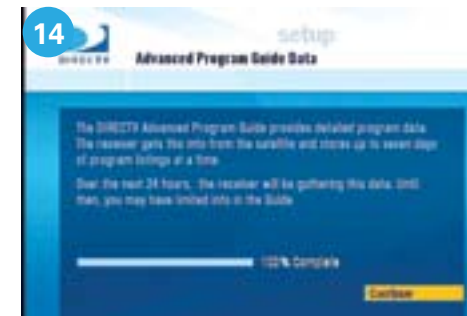 14
setup
DIRECTV
Advanced Program Guide Data
The DIRECTV Advanced Program Guide provides detailed program data.
The receiver gets the info from the satellite and stores up to seven days
of program listings at a time.
Over the next 24 hours, the receiver will be gathering this data. Until
then, you may have limited info in the Guide.
100% Complete
Continue